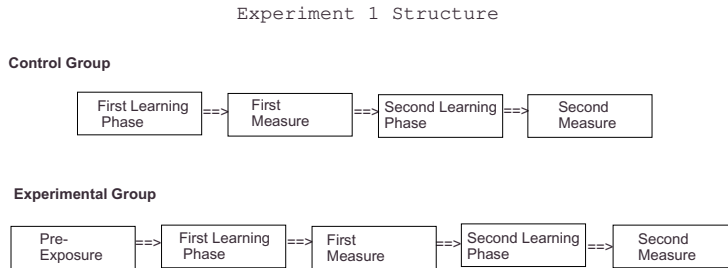 Experiment 1 Structure
Control Group
First Learning
Phase
==>
First
Measure
==>
Second Learning
Phase
==>
Second
Measure
Experimental Group
Pre-
Exposure
==>
First Learning
Phase
==>
First
Measure
==>
Second Learning
Phase
==>
Second
Measure